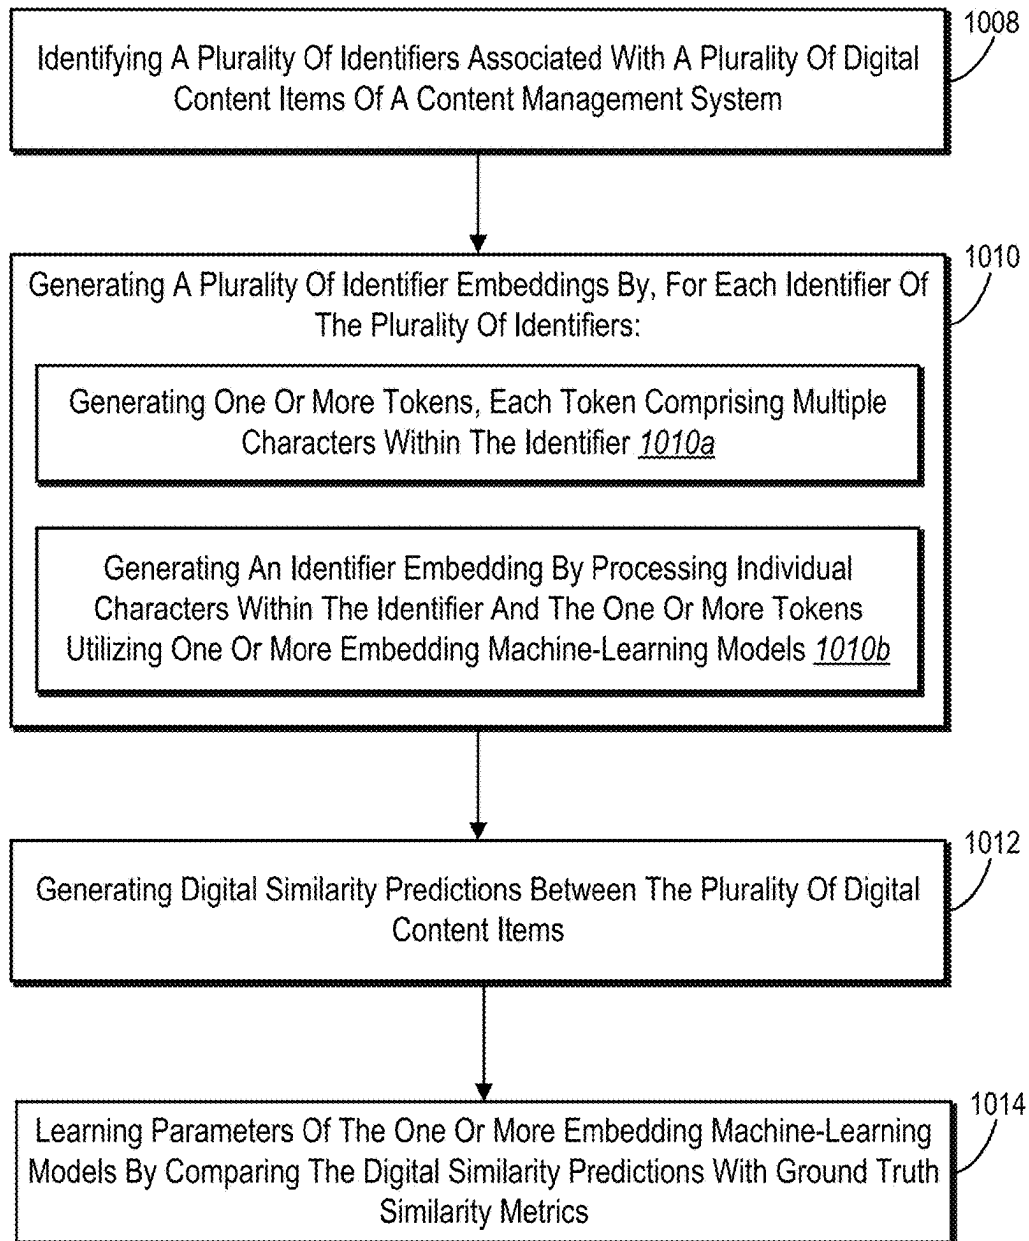 1008
Identifying A Plurality Of Identifiers Associated With A Plurality Of Digital
Content Items Of A Content Management System
1010
Generating A Plurality Of Identifier Embeddings By, For Each Identifier Of
The Plurality Of Identifiers:
Generating One Or More Tokens, Each Token Comprising Multiple
Characters Within The Identifier 1010a
Generating An Identifier Embedding By Processing Individual
Characters Within The Identifier And The One Or More Tokens
Utilizing One Or More Embedding Machine-Learning Models 1010b
1012
Generating Digital Similarity Predictions Between The Plurality Of Digital
Content Items
1014
Learning Parameters Of The One Or More Embedding Machine-Learning
Models By Comparing The Digital Similarity Predictions With Ground Truth
Similarity Metrics